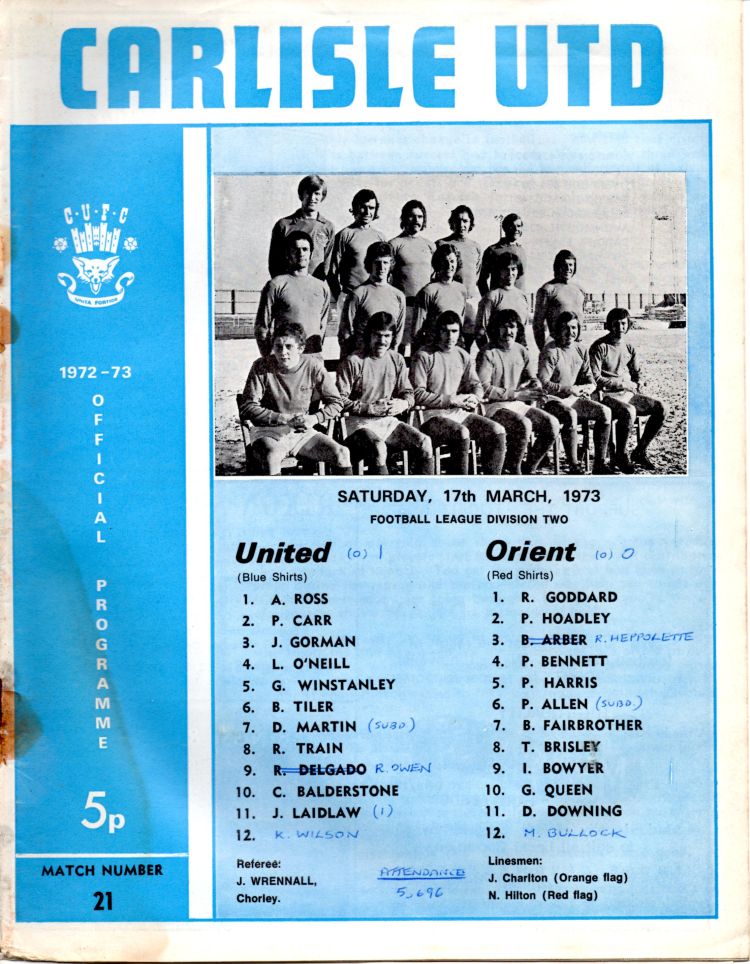 CARLISLE UTD
C·U·F·C
UNITA FORTIOR
1972-73
OFFICIAL PROGRAMME
5p
MATCH NUMBER
21
SATURDAY, 17th MARCH, 1973
FOOTBALL LEAGUE DIVISION TWO
United (0) 1
(Blue Shirts)
1. A. ROSS
2. P. CARR
3. J. GORMAN
4. L. O'NEILL
5. G. WINSTANLEY
6. B. TILER
7. D. MARTIN (SUBD)
8. R. TRAIN
9. R. DELGADO R. OWEN
10. C. BALDERSTONE
11. J. LAIDLAW (1)
12. K. WILSON
Referee:
J. WRENNALL,
Chorley.
ATTENDANCE
5,696
Orient (0) 0
(Red Shirts)
1. R. GODDARD
2. P. HOADLEY
3. B. ARBER R. HEPPOLETTE
4. P. BENNETT
5. P. HARRIS
6. P. ALLEN (SUBD.)
7. B. FAIRBROTHER
8. T. BRISLEY
9. I. BOWYER
10. G. QUEEN
11. D. DOWNING
12. M. BULLOCK
Linesmen:
J. Charlton (Orange flag)
N. Hilton (Red flag)